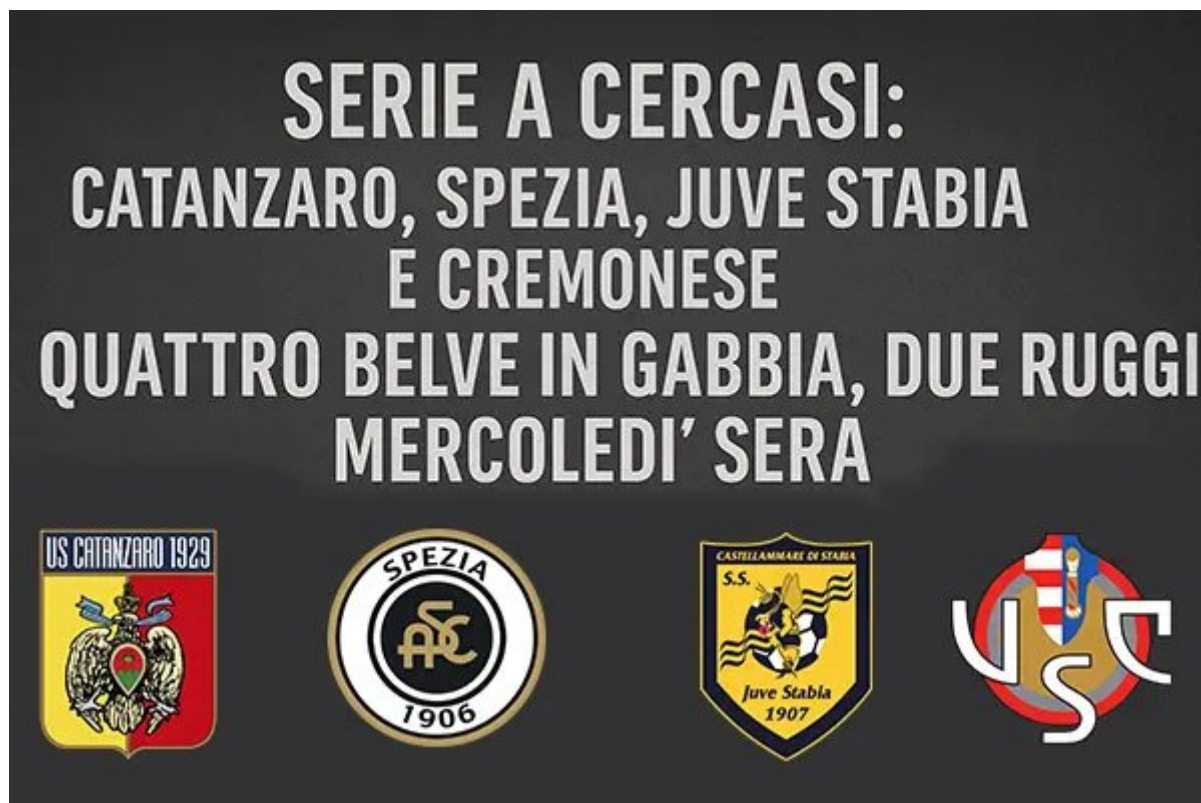 SERIE A CERCASI:
CATANZARO, SPEZIA, JUVE STABIA
E CREMONESE
QUATTRO BELVE IN GABBIA, DUE RUGGI
MERCOLEDI´ SERA
US CATANZARO 1929
SPEZIA
ASC
1906
CASTELLAMMARE DI STABIA
S.S.
Juve Stabia
1907
USC